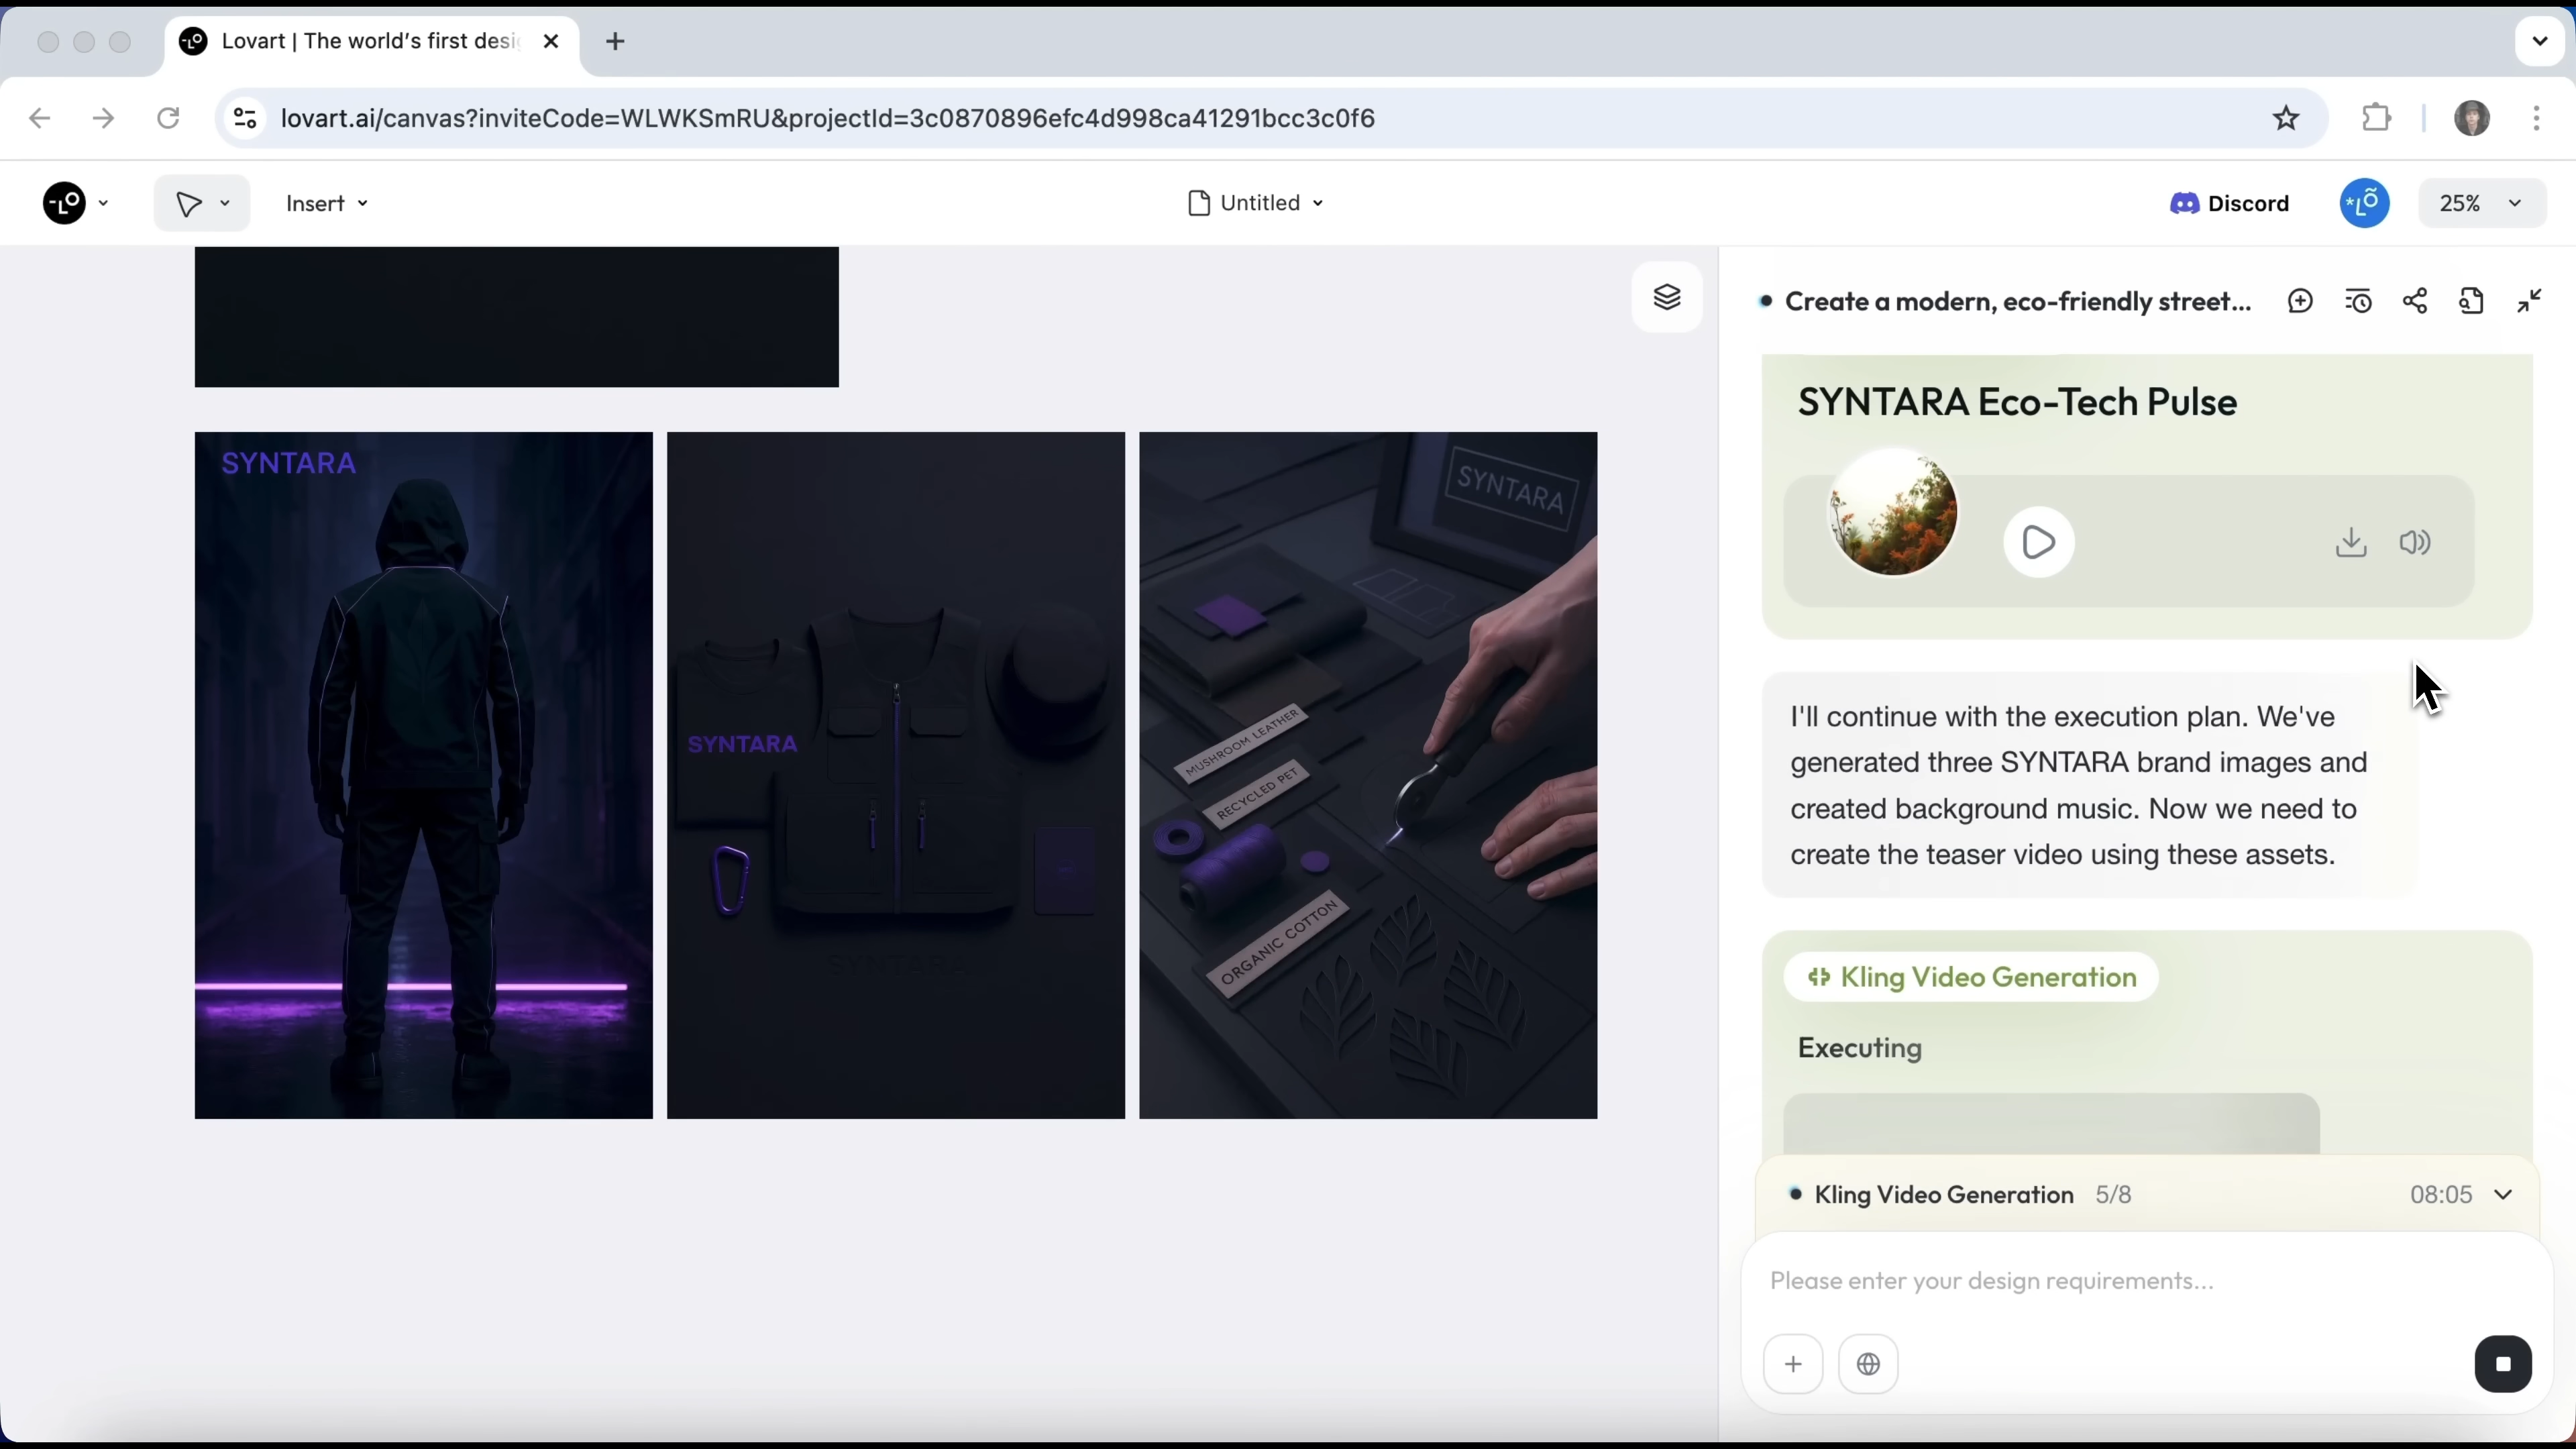 Lovart | The world's first desi
lovart.ai/canvas?inviteCode=WLWKSmRU&projectId=3c0870896efc4d998ca41291bcc3c0f6
Insert
Untitled
Discord
25%
SYNTARA
SYNTARA
SYNTARA
SYNTARA
MUSHROOM LEATHER
RECYCLED PET
ORGANIC COTTON
Create a modern, eco-friendly street...
SYNTARA Eco-Tech Pulse
I'll continue with the execution plan. We've
generated three SYNTARA brand images and
created background music. Now we need to
create the teaser video using these assets.
Kling Video Generation
Executing
Kling Video Generation 5/8 08:05
Please enter your design requirements...